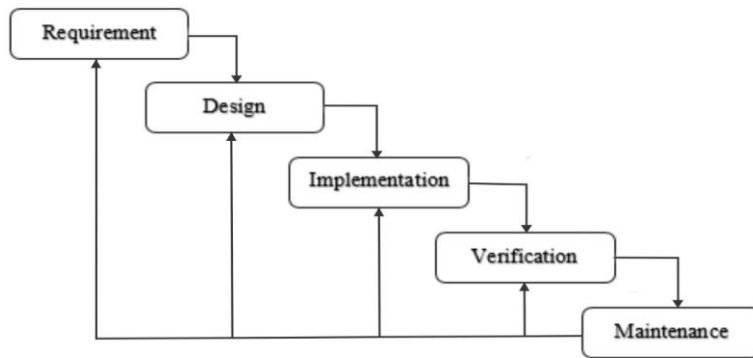 Requirement
Design
Implementation
Verification
Maintenance